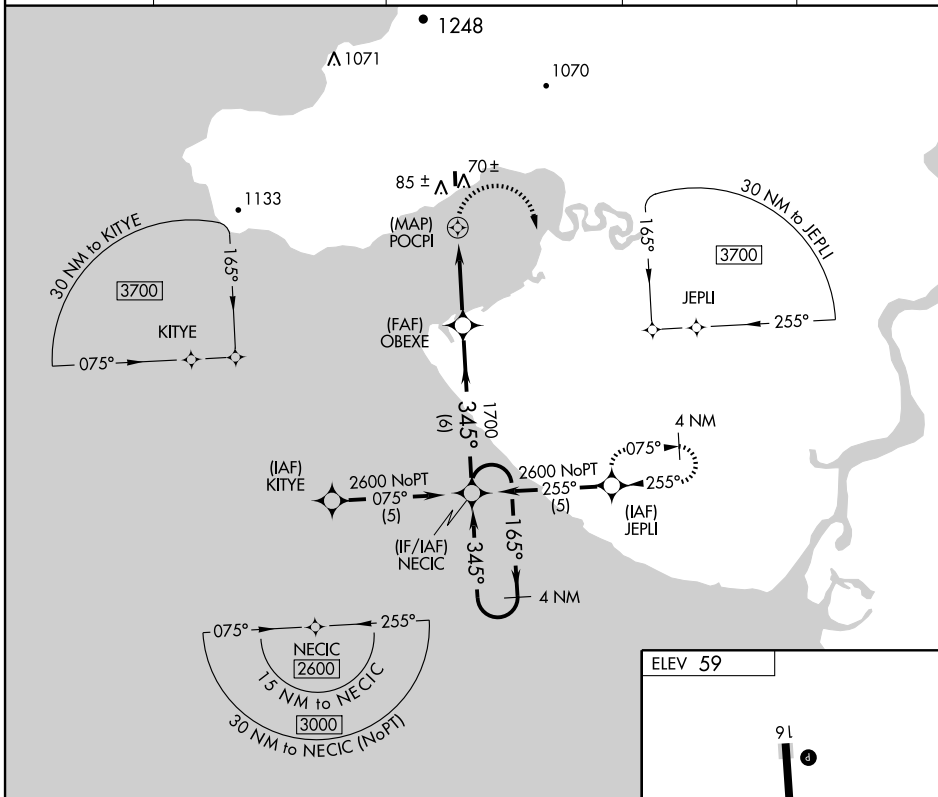 1248
1071
1070
1133
85 ±
70 ±
(MAP)
POCPI
30 NM to KITYE
165°
3700
KITYE
075°
30 NM to JEPLI
165°
3700
JEPLI
255°
(FAF)
OBEXE
1700
345°
(6)
4 NM
075°
255°
(IAF)
JEPLI
2600 NoPT
255°
(5)
(IAF)
KITYE
2600 NoPT
075°
(5)
(IF/IAF)
NECIC
345°
165°
4 NM
075°
255°
NECIC
2600
15 NM to NECIC
3000
30 NM to NECIC (NoPT)
ELEV 59
16
P